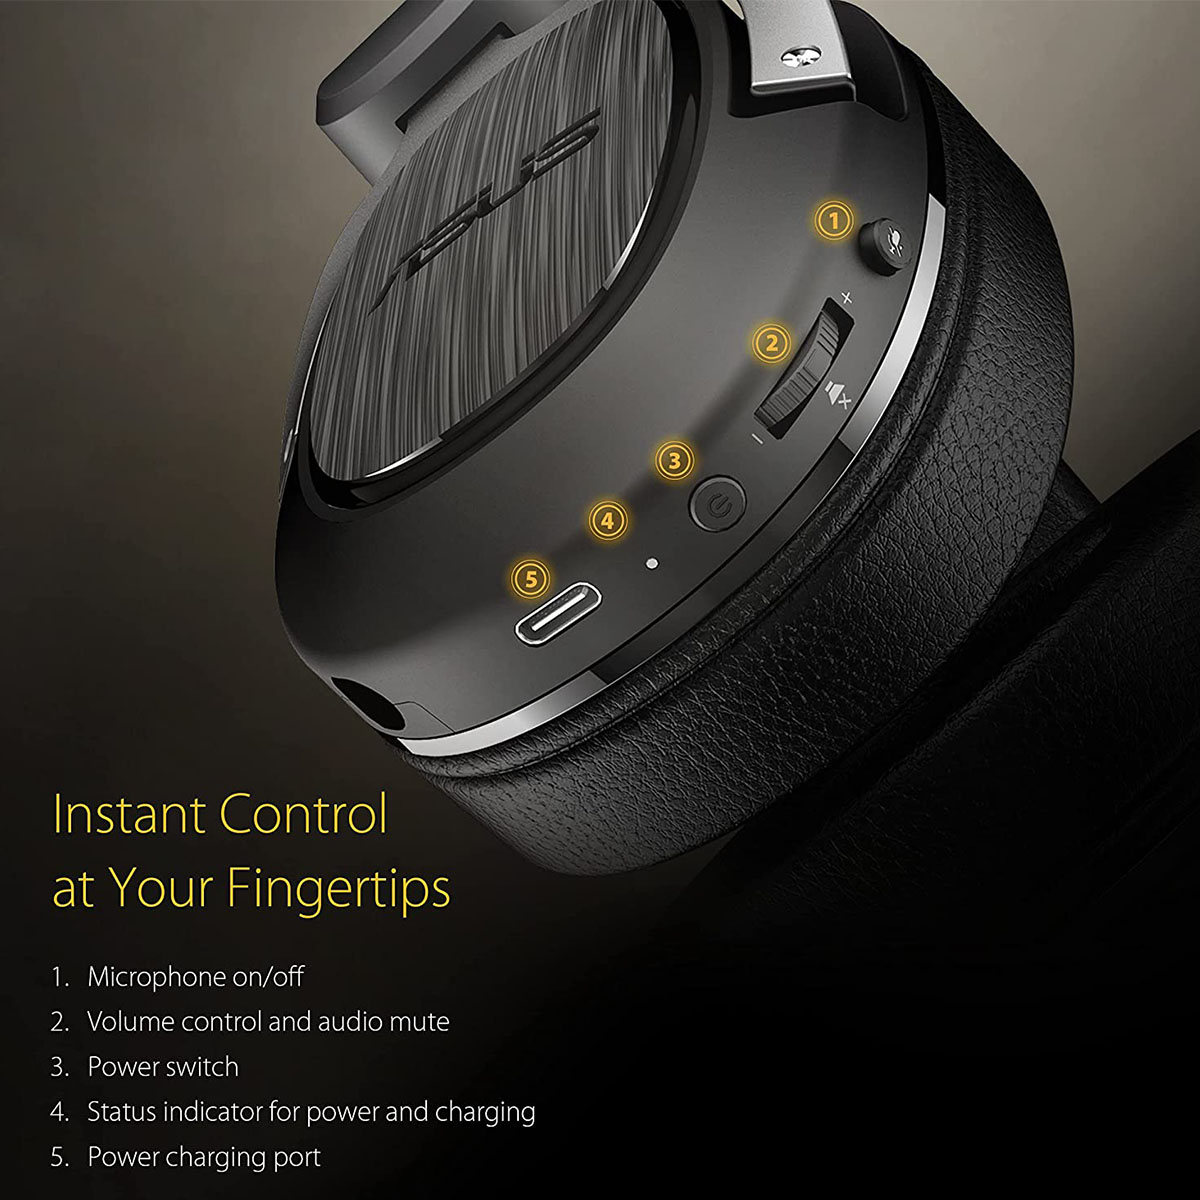 ASUS
1
+
2
3
−
4
5
Instant Control
at Your Fingertips
1. Microphone on/off
2. Volume control and audio mute
3. Power switch
4. Status indicator for power and charging
5. Power charging port